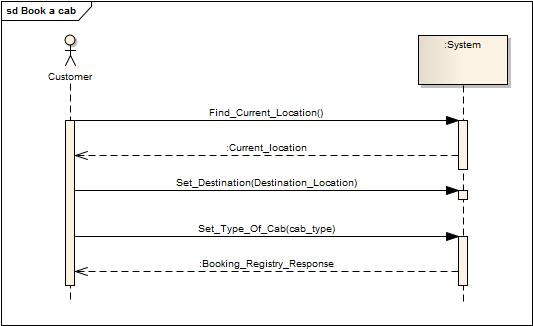 sd Book a cab
:System
Customer
Find_Current_Location()
:Current_location
Set_Destination(Destination_Location)
Set_Type_Of_Cab(cab_type)
:Booking_Registry_Response